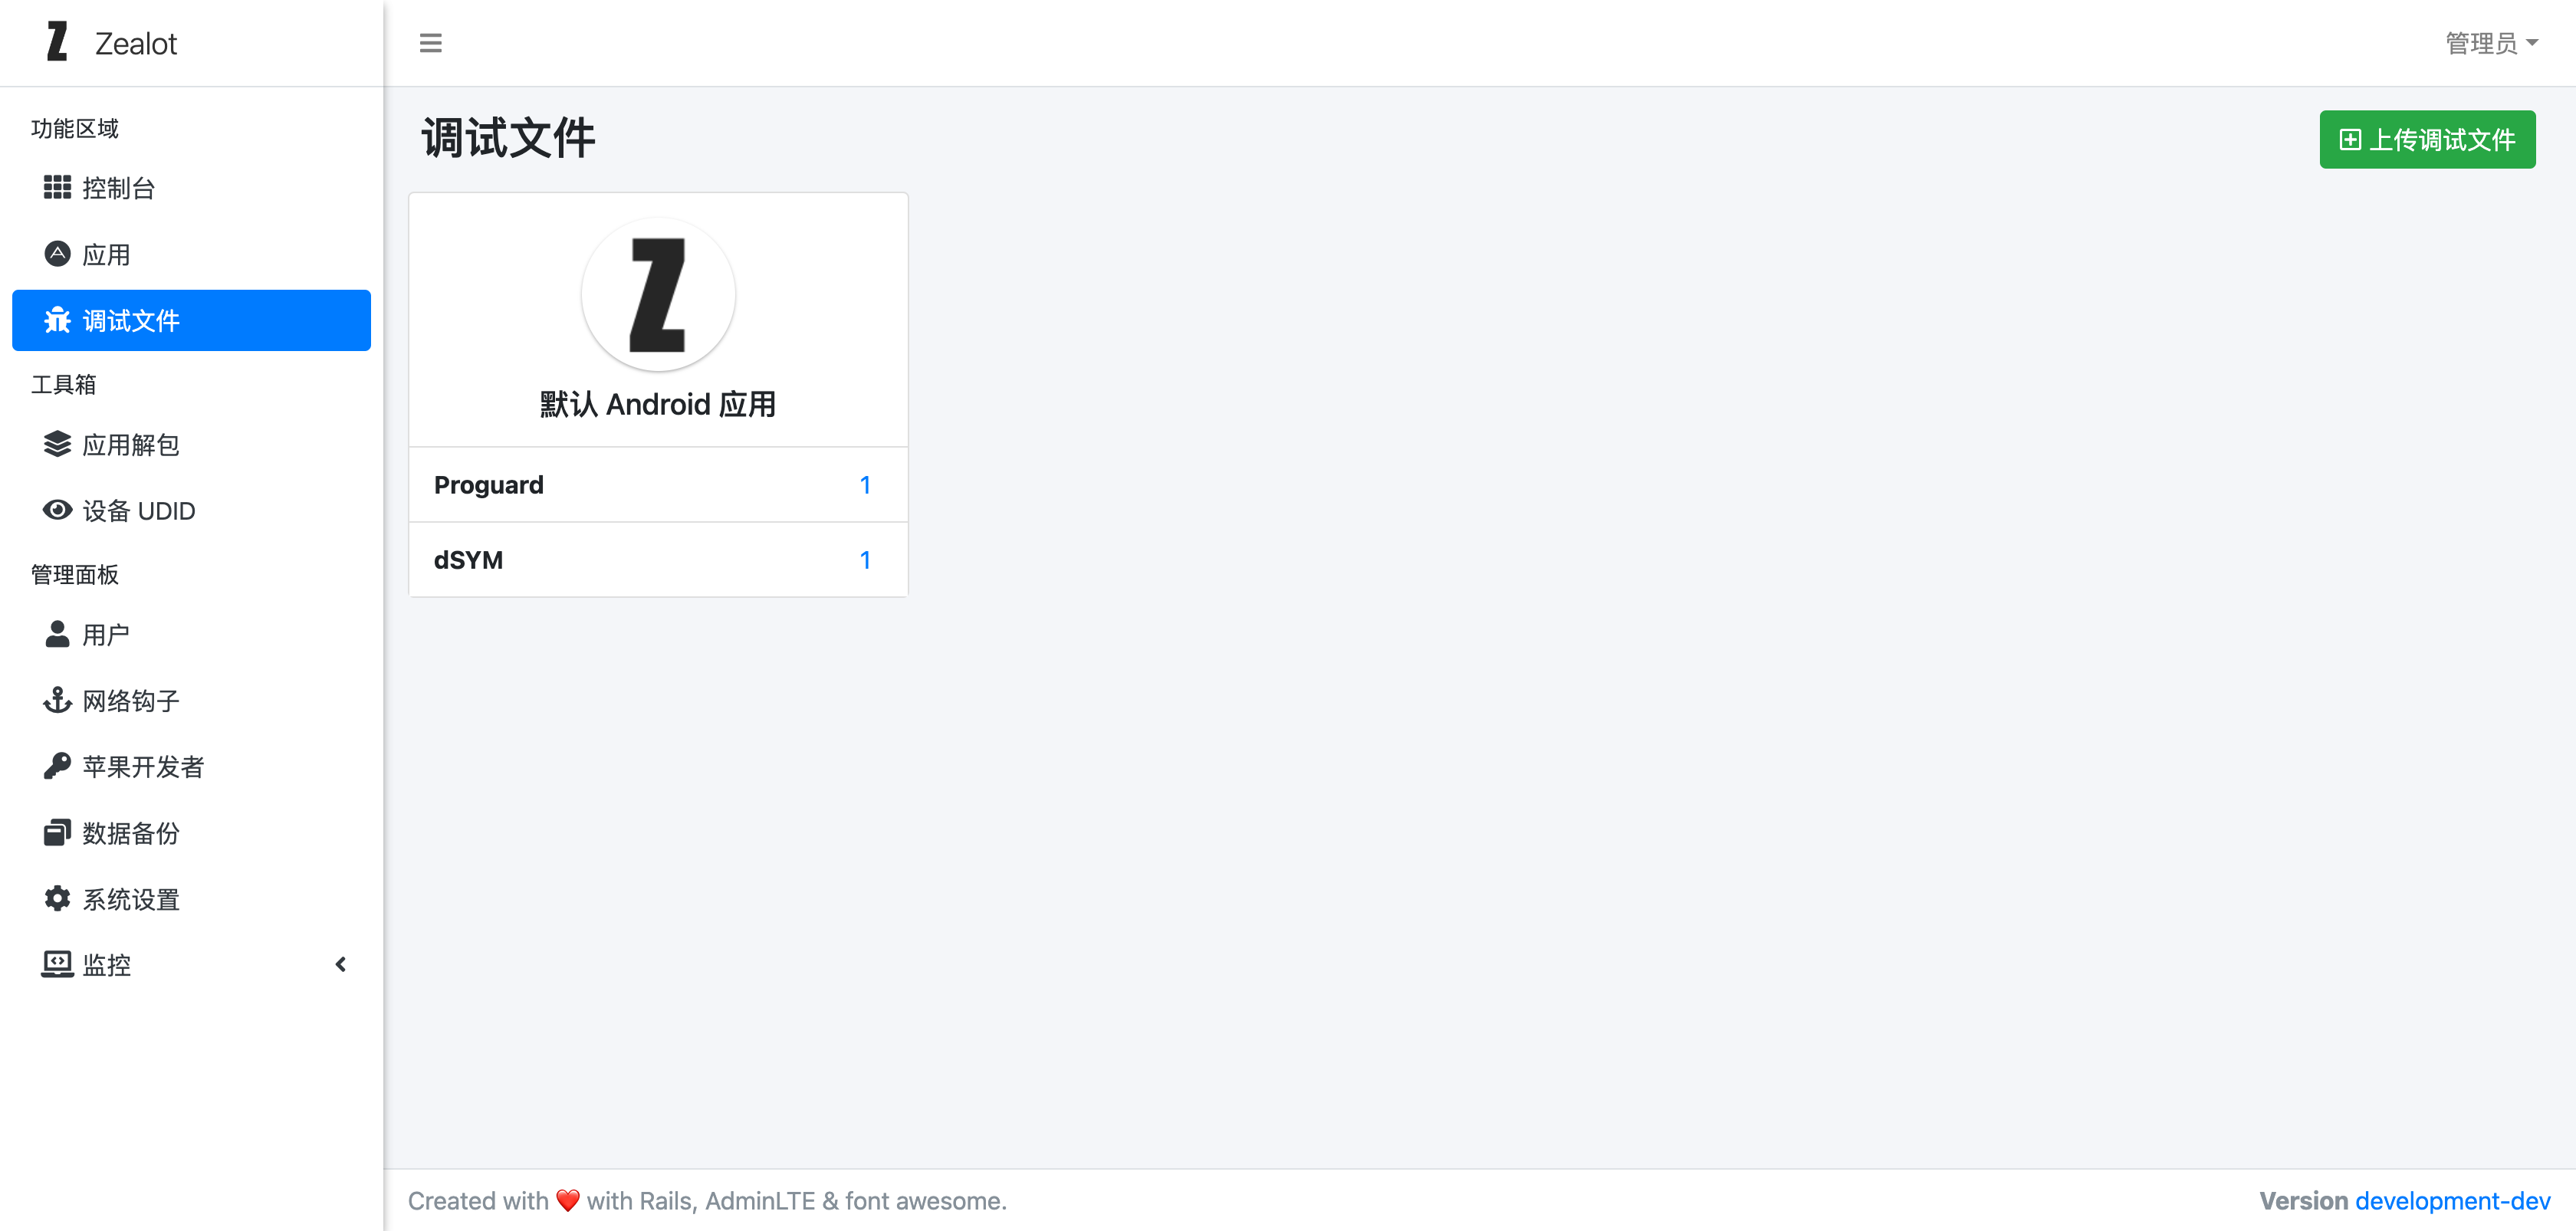 Zealot
管理员
功能区域
控制台
应用
调试文件
工具箱
应用解包
设备 UDID
管理面板
用户
网络钩子
苹果开发者
数据备份
系统设置
监控
调试文件
上传调试文件
Z
默认 Android 应用
Proguard 1
dSYM 1
Created with ❤️ with Rails, AdminLTE & font awesome.
Version development-dev